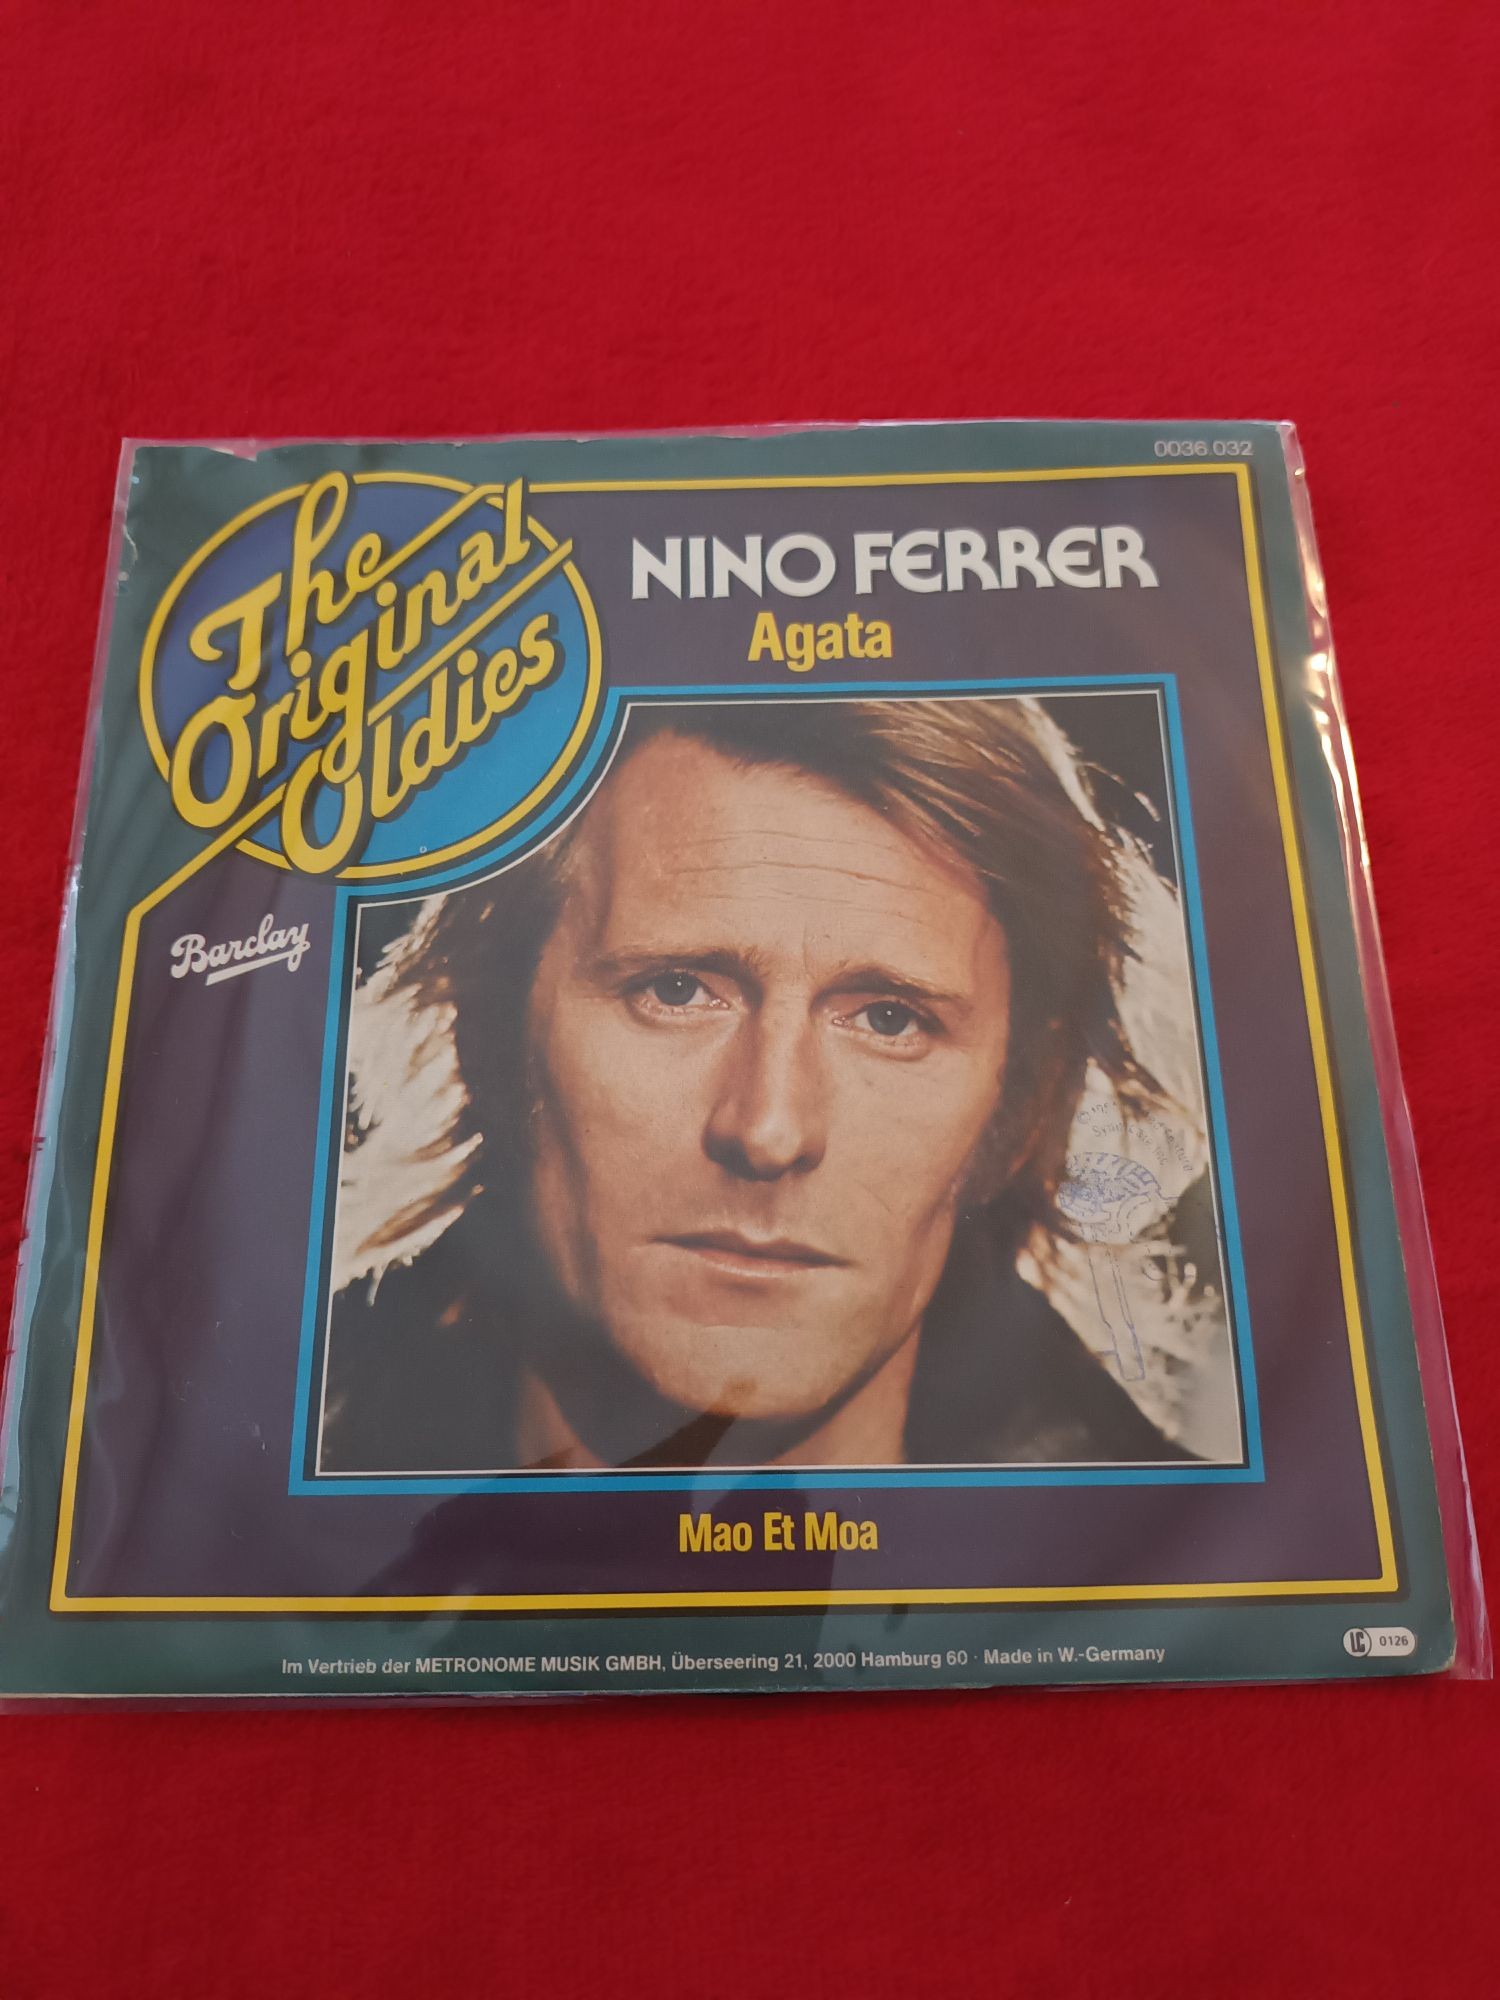 0036.032
The
Original
Oldies
NINO FERRER
Agata
Barclay
Mao Et Moa
Im Vertrieb der METRONOME MUSIK GMBH, Überseering 21, 2000 Hamburg 60 · Made in W.-Germany
LC 0126